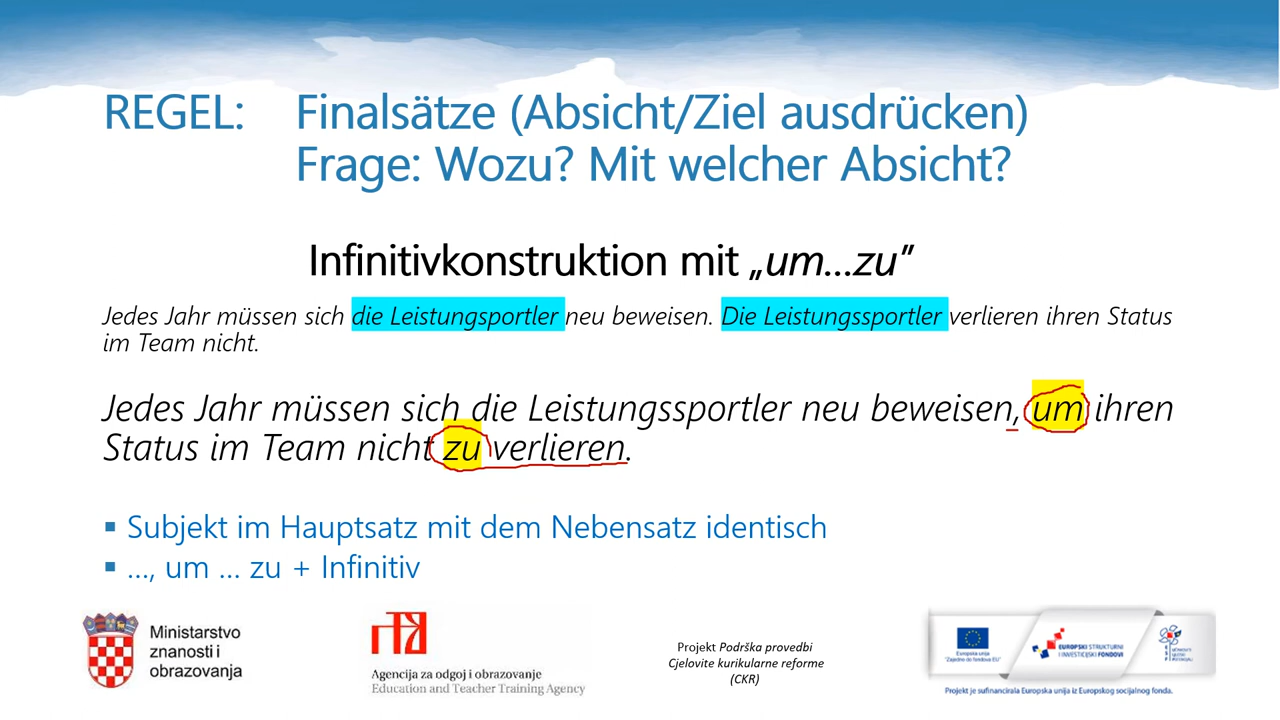 REGEL: Finalsätze (Absicht/Ziel ausdrücken)
Frage: Wozu? Mit welcher Absicht?
Infinitivkonstruktion mit „um...zu”
Jedes Jahr müssen sich die Leistungsportler neu beweisen. Die Leistungssportler verlieren ihren Status
im Team nicht.
Jedes Jahr müssen sich die Leistungssportler neu beweisen, um ihren
Status im Team nicht zu verlieren.
▪ Subjekt im Hauptsatz mit dem Nebensatz identisch
▪ ..., um ... zu + Infinitiv
Ministarstvo
znanosti i
obrazovanja
Agencija za odgoj i obrazovanje
Education and Teacher Training Agency
Projekt Podrška provedbi
Cjelovite kurikularne reforme
(CKR)
Europska unija
"Zajedno do fondova EU"
EUROPSKI STRUKTURNI
I INVESTICIJSKI FONDOVI
Projekt je sufinancirala Europska unija iz Europskog socijalnog fonda.